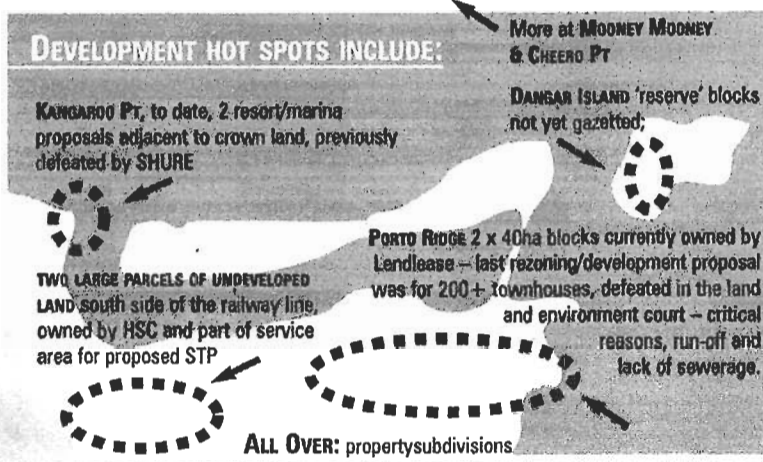 DEVELOPMENT HOT SPOTS INCLUDE:
More at MOONEY MOONEY
& CHEERO PT
KANGAROO PT, to date, 2 resort/marina
proposals adjacent to crown land, previously
defeated by SHURE
DANGAR ISLAND 'reserve' blocks
not yet gazetted;
PORTO RIDGE 2 x 40ha blocks currently owned by
Lendlease – last rezoning/development proposal
was for 200+ townhouses, defeated in the land
and environment court – critical
reasons, run-off and
lack of sewerage.
TWO LARGE PARCELS OF UNDEVELOPED
LAND south side of the railway line,
owned by HSC and part of service
area for proposed STP
ALL OVER: propertysubdivisions